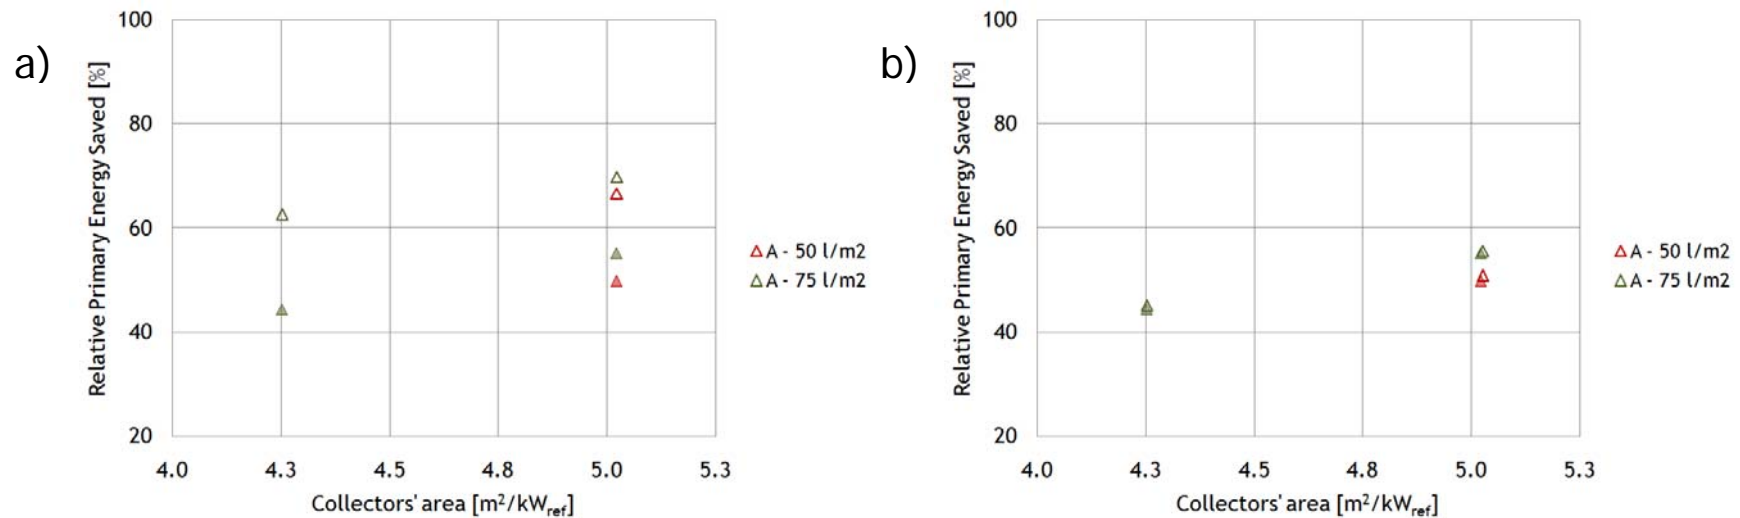 a)
Relative Primary Energy Saved [%]
100
80
60
40
20
4.0 4.3 4.5 4.8 5.0 5.3
Collectors' area [m²/kWref]
A - 50 l/m2
A - 75 l/m2
b)
Relative Primary Energy Saved [%]
100
80
60
40
20
4.0 4.3 4.5 4.8 5.0 5.3
Collectors' area [m²/kWref]
A - 50 l/m2
A - 75 l/m2